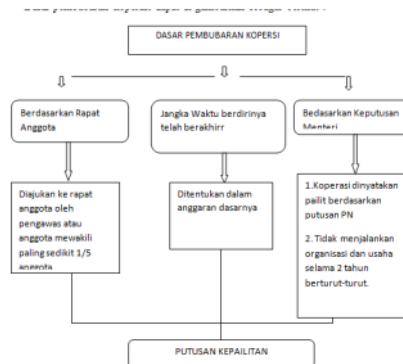 DASAR PEMBUBARAN KOPERSI
Berdasarkan Rapat
Anggota
Jangka Waktu berdirinya
telah berakhirr
Bedasarkan Keputusan
Menteri
Diajukan ke rapat
anggota oleh
pengawas atau
anggota mewakili
paling sedikit 1/5
anggota
Ditentukan dalam
anggaran dasarnya
1.Koperasi dinyatakan
pailit berdasarkan
putusan PN
2. Tidak menjalankan
organisasi dan usaha
selama 2 tahun
berturut-turut.
PUTUSAN KEPAILITAN